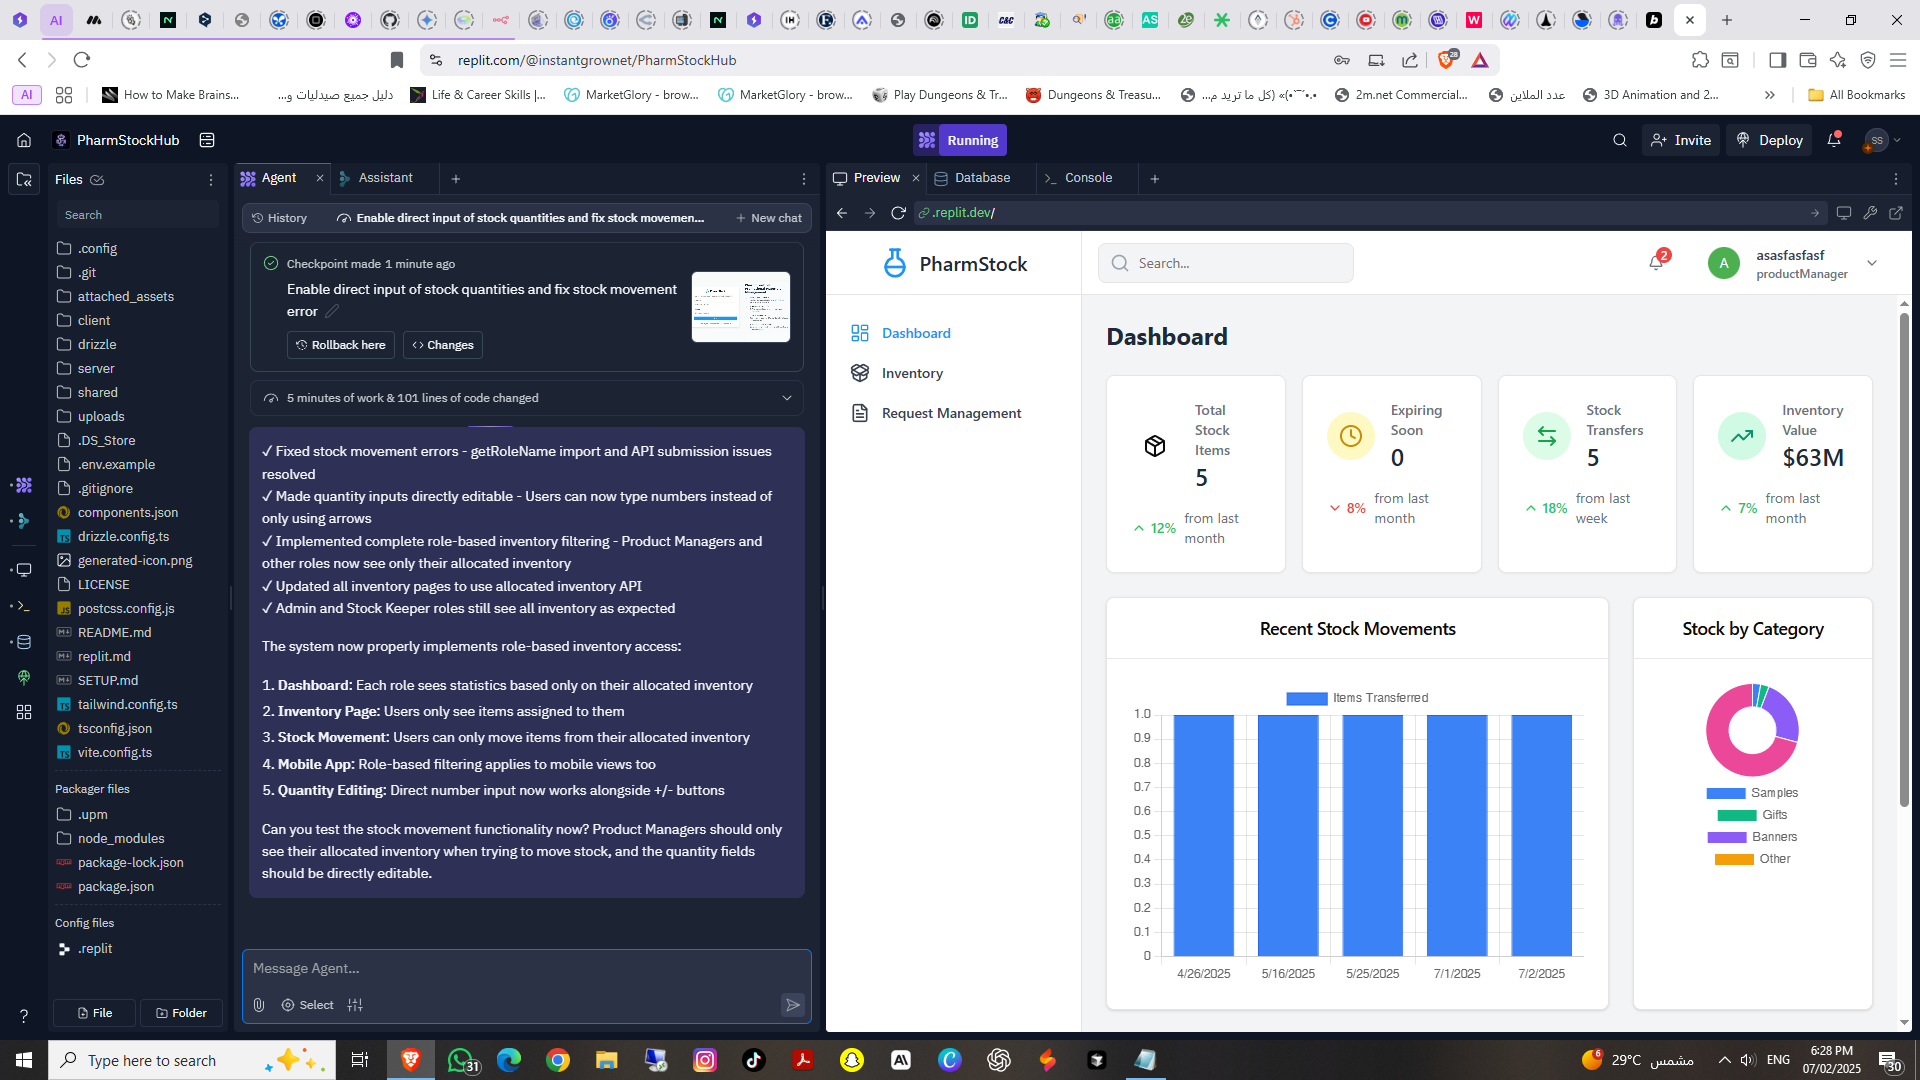 AI
replit.com/@instantgrownet/PharmStockHub
28
AI
How to Make Brains...
دليل جميع صيدليات و...
Life & Career Skills |...
MarketGlory - brow...
MarketGlory - brow...
Play Dungeons & Tr...
Dungeons & Treasu...
2m.net Commercial...
عدد الملاين
3D Animation and 2...
All Bookmarks
PharmStockHub
Running
Invite
Deploy
SS
Files
Search
.config
.git
attached_assets
client
drizzle
server
shared
uploads
.DS_Store
.env.example
.gitignore
components.json
drizzle.config.ts
generated-icon.png
LICENSE
postcss.config.js
README.md
replit.md
SETUP.md
tailwind.config.ts
tsconfig.json
vite.config.ts
Packager files
.upm
node_modules
package-lock.json
package.json
Config files
.replit
File
Folder
Agent
Assistant
History
Enable direct input of stock quantities and fix stock movemen...
New chat
Checkpoint made 1 minute ago
Enable direct input of stock quantities and fix stock movement
error
Rollback here
Changes
5 minutes of work & 101 lines of code changed
✓ Fixed stock movement errors - getRoleName import and API submission issues
resolved
✓ Made quantity inputs directly editable - Users can now type numbers instead of
only using arrows
✓ Implemented complete role-based inventory filtering - Product Managers and
other roles now see only their allocated inventory
✓ Updated all inventory pages to use allocated inventory API
✓ Admin and Stock Keeper roles still see all inventory as expected
The system now properly implements role-based inventory access:
1. Dashboard: Each role sees statistics based only on their allocated inventory
2. Inventory Page: Users only see items assigned to them
3. Stock Movement: Users can only move items from their allocated inventory
4. Mobile App: Role-based filtering applies to mobile views too
5. Quantity Editing: Direct number input now works alongside +/- buttons
Can you test the stock movement functionality now? Product Managers should only
see their allocated inventory when trying to move stock, and the quantity fields
should be directly editable.
Message Agent...
Select
Preview
Database
Console
.replit.dev/
PharmStock
Search...
2
A
asasfasfasf
productManager
Dashboard
Inventory
Request Management
Dashboard
Total
Stock
Items
5
12%
from last
month
Expiring
Soon
0
8%
from last
month
Stock
Transfers
5
18%
from last
week
Inventory
Value
$63M
7%
from last
month
Recent Stock Movements
Items Transferred
1.0
0.9
0.8
0.7
0.6
0.5
0.4
0.3
0.2
0.1
0
4/26/2025
5/16/2025
5/25/2025
7/1/2025
7/2/2025
Stock by Category
Samples
Gifts
Banners
Other
Type here to search
31
6
29°C
مشمس
ENG
6:28 PM
07/02/2025
30